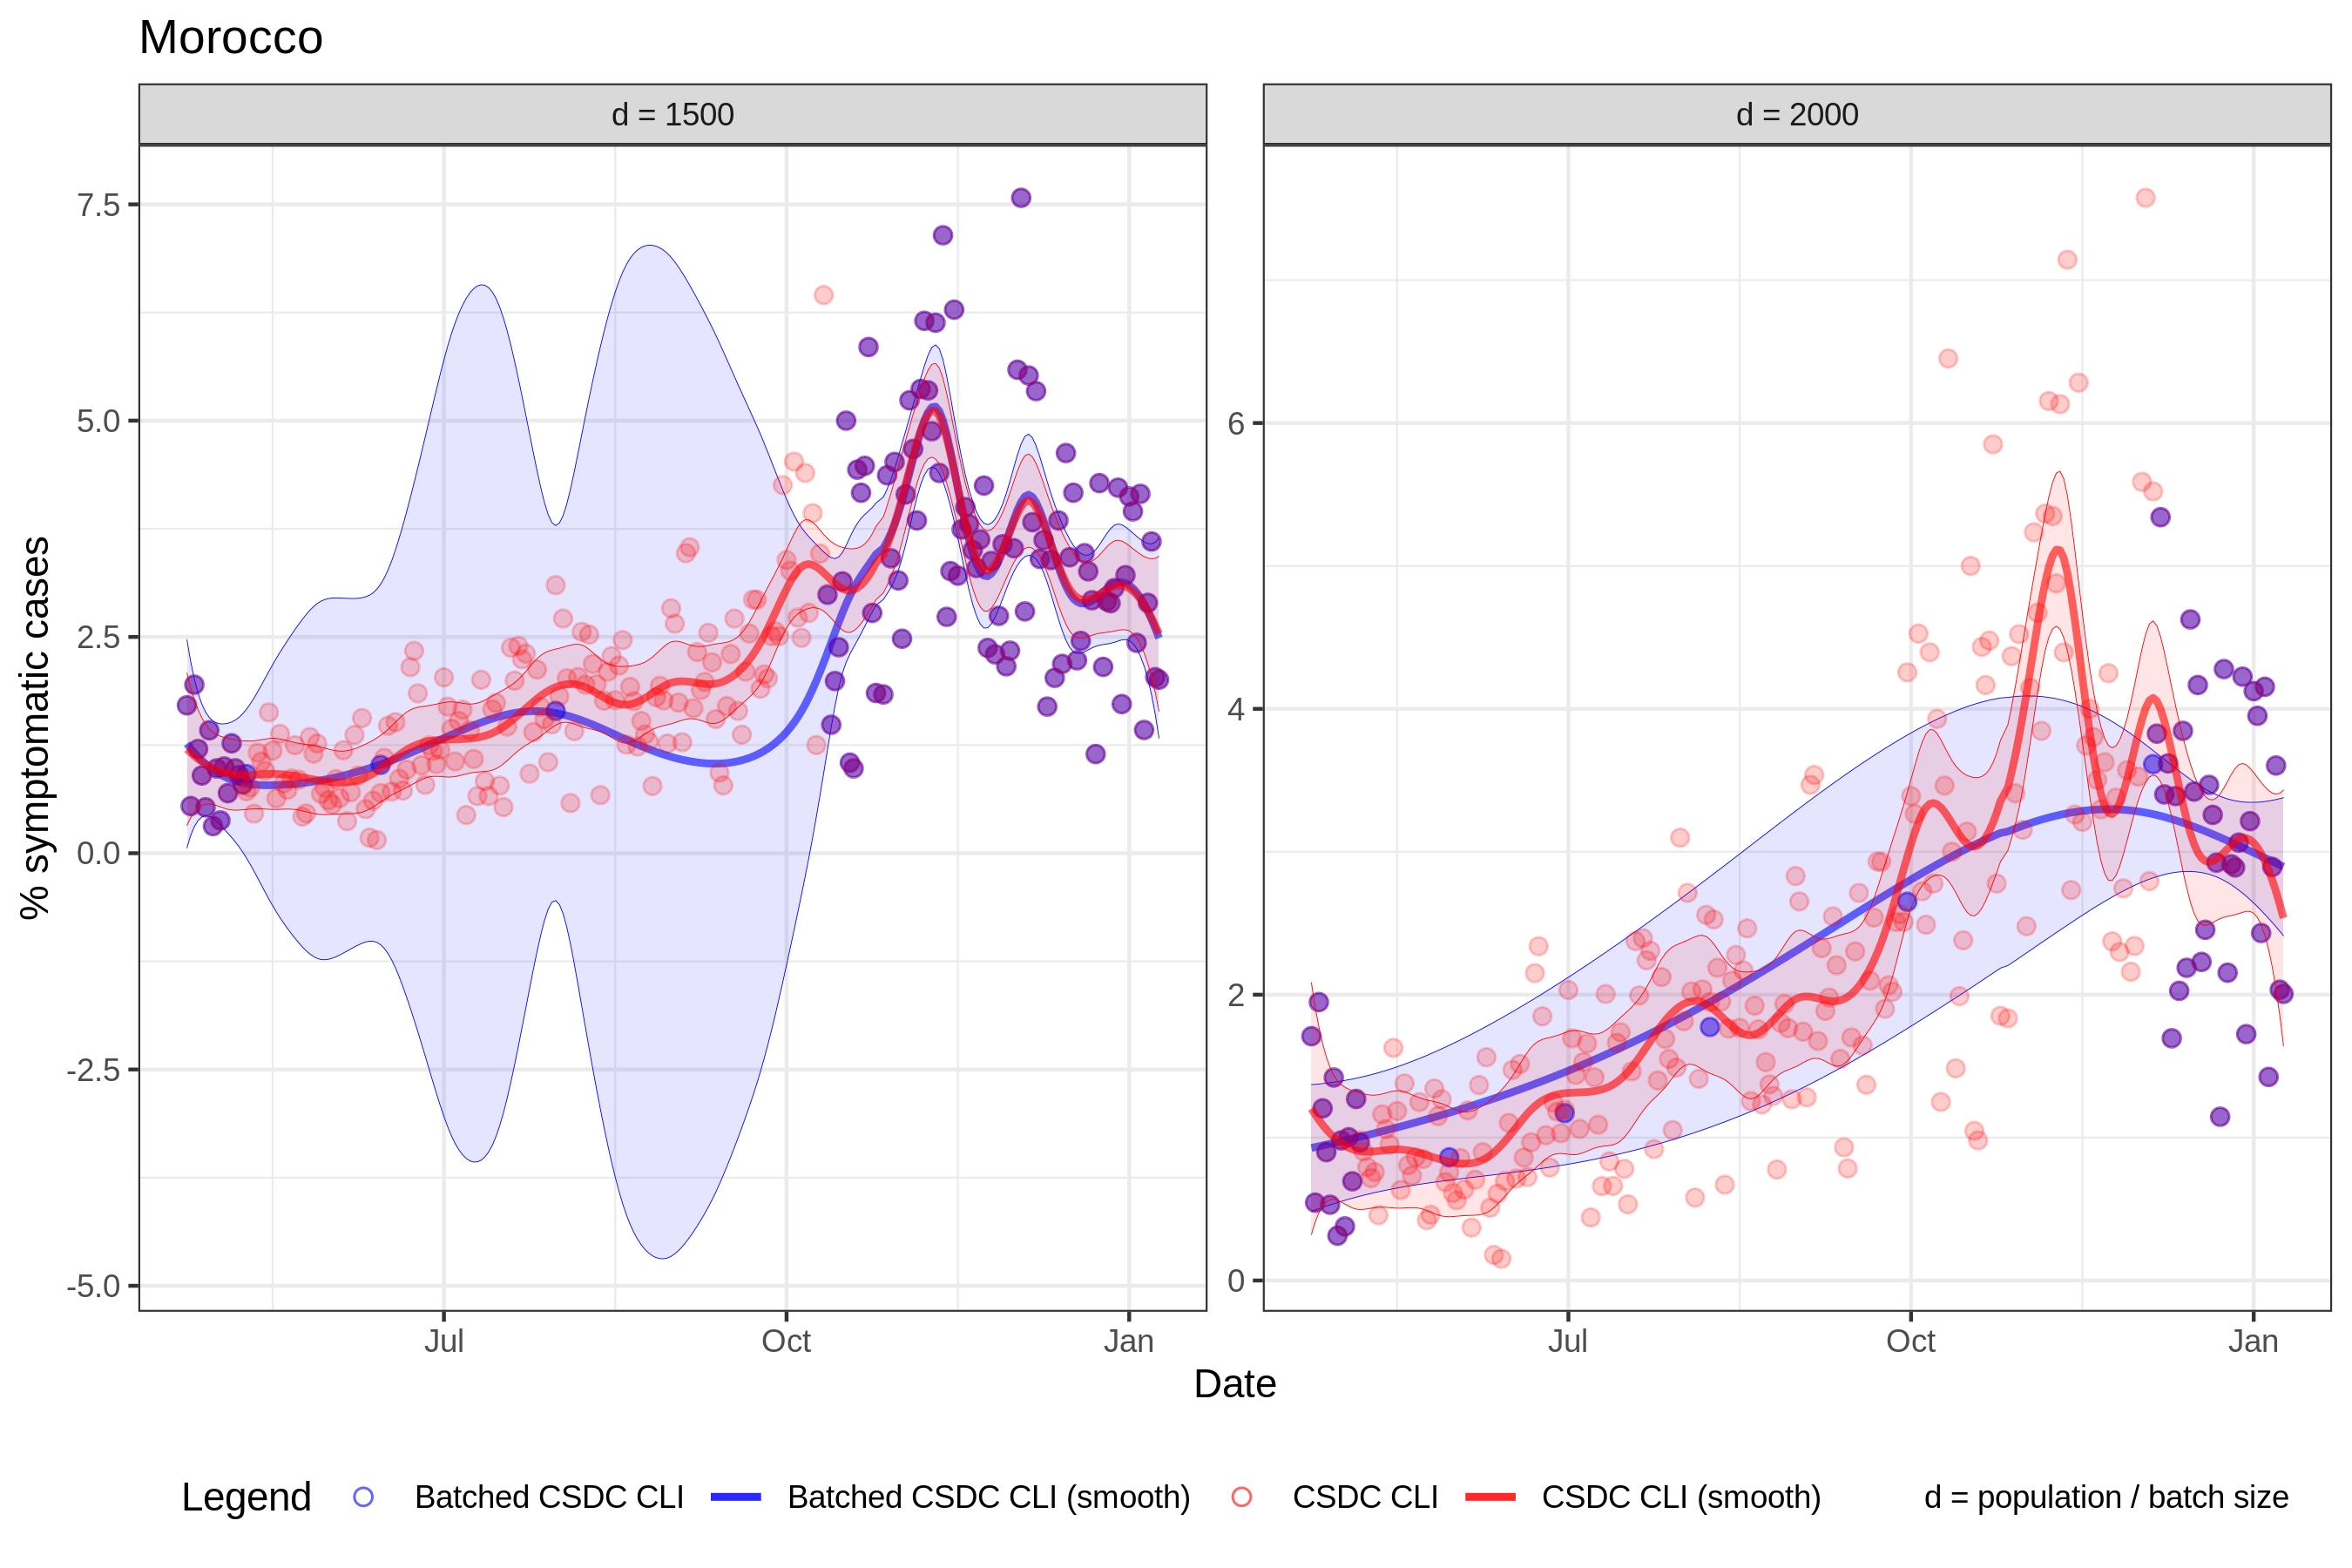 Morocco
d = 1500
d = 2000
% symptomatic cases
7.5
5.0
2.5
0.0
-2.5
-5.0
6
4
2
0
Jul
Oct
Jan
Jul
Oct
Jan
Date
Legend
Batched CSDC CLI
Batched CSDC CLI (smooth)
CSDC CLI
CSDC CLI (smooth)
d = population / batch size